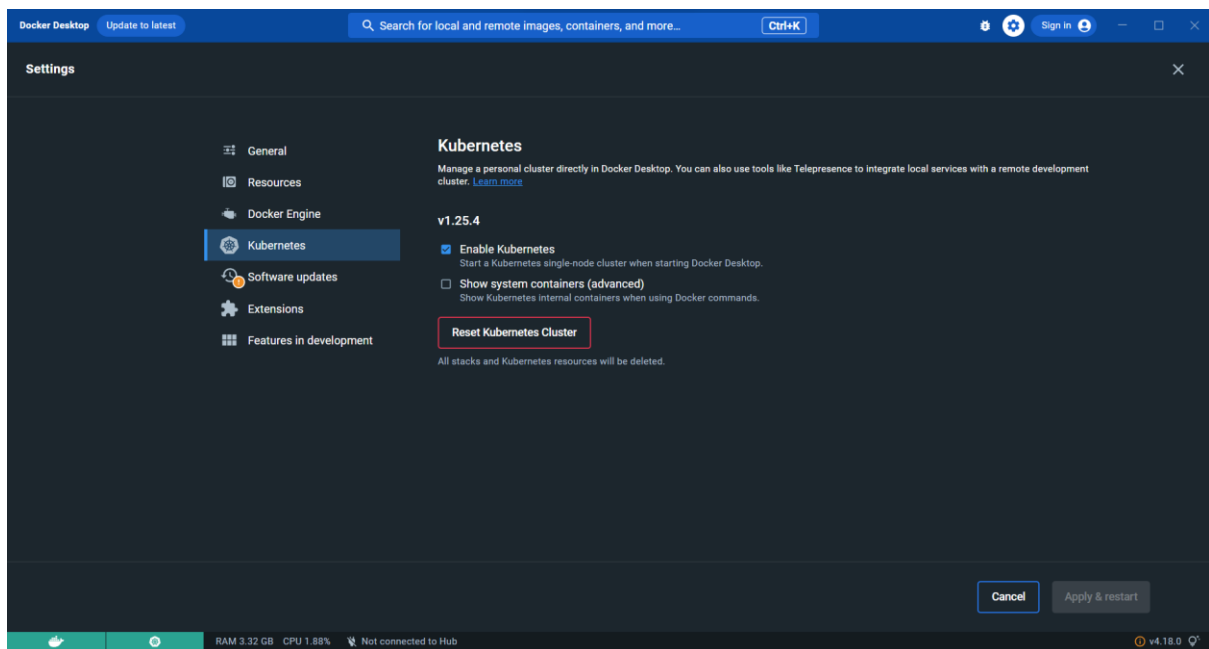 Docker Desktop Update to latest Search for local and remote images, containers, and more... Ctrl+K Sign in
Settings
General
Resources
Docker Engine
Kubernetes
Software updates
Extensions
Features in development
Kubernetes
Manage a personal cluster directly in Docker Desktop. You can also use tools like Telepresence to integrate local services with a remote development
cluster. Learn more
v1.25.4
Enable Kubernetes
Start a Kubernetes single-node cluster when starting Docker Desktop.
Show system containers (advanced)
Show Kubernetes internal containers when using Docker commands.
Reset Kubernetes Cluster
All stacks and Kubernetes resources will be deleted.
Cancel Apply & restart
RAM 3.32 GB CPU 1.88% Not connected to Hub v4.18.0